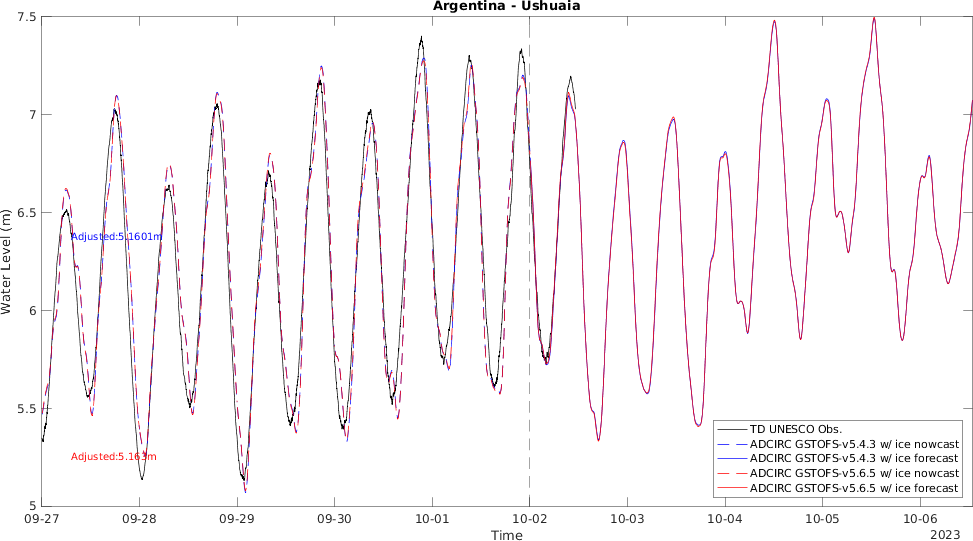 Argentina - Ushuaia
7.5
7
6.5
6
5.5
5
Water Level (m)
Adjusted:5.1601m
Adjusted:5.163m
TD UNESCO Obs.
ADCIRC GSTOFS-v5.4.3 w/ ice nowcast
ADCIRC GSTOFS-v5.4.3 w/ ice forecast
ADCIRC GSTOFS-v5.6.5 w/ ice nowcast
ADCIRC GSTOFS-v5.6.5 w/ ice forecast
09-27 09-28 09-29 09-30 10-01 10-02 10-03 10-04 10-05 10-06
Time
2023